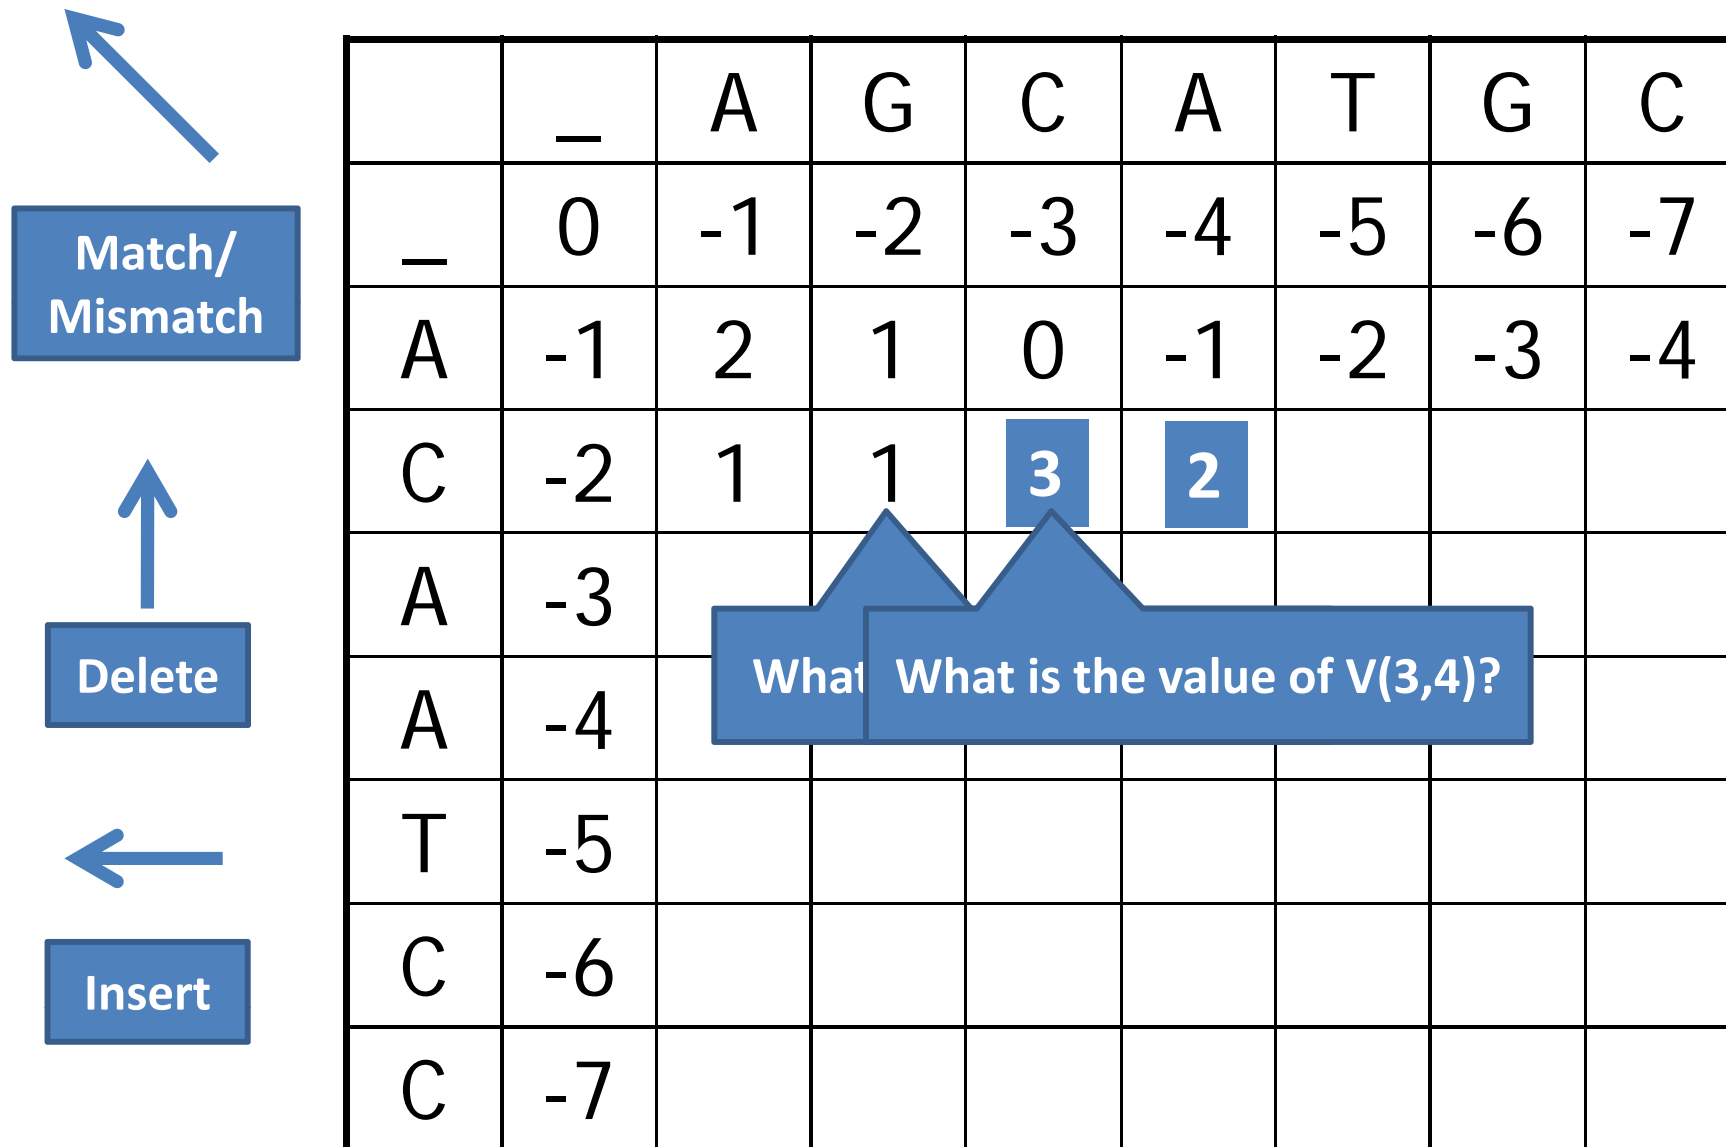 _ A G C A T G C
_ 0 -1 -2 -3 -4 -5 -6 -7
Match/
Mismatch
A -1 2 1 0 -1 -2 -3 -4
C -2 1 1 3 2
A -3
Delete
What
What is the value of V(3,4)?
A -4
T -5
Insert
C -6
C -7